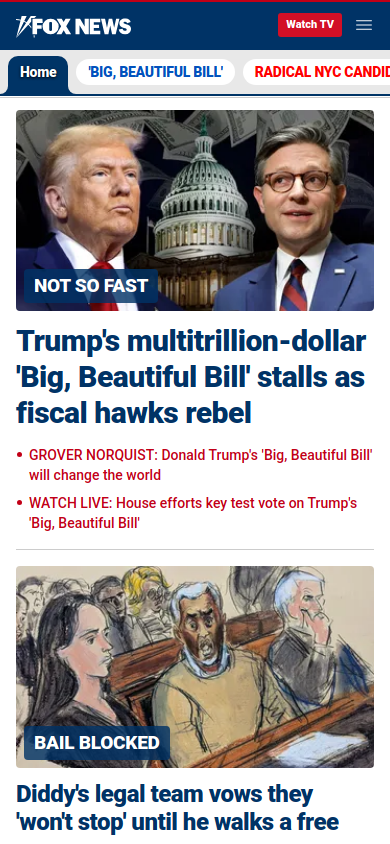 FOX NEWS
Watch TV
Home
'BIG, BEAUTIFUL BILL'
RADICAL NYC
NOT SO FAST
Trump's multitrillion-dollar
'Big, Beautiful Bill' stalls as
fiscal hawks rebel
GROVER NORQUIST: Donald Trump's 'Big, Beautiful Bill'
will change the world
WATCH LIVE: House efforts key test vote on Trump's
'Big, Beautiful Bill'
BAIL BLOCKED
Diddy's legal team vows they
'won't stop' until he walks a free